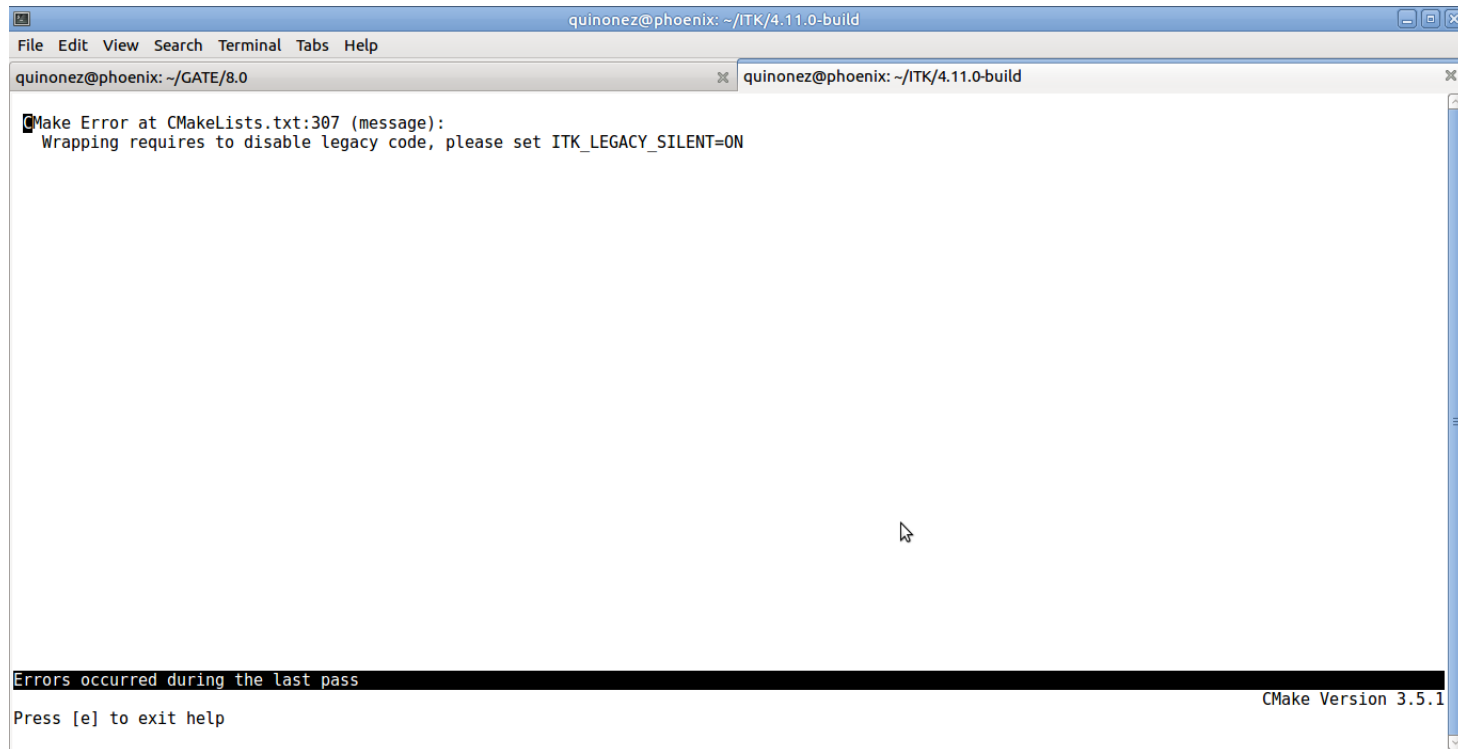 quinonez@phoenix: ~/ITK/4.11.0-build
File Edit View Search Terminal Tabs Help
quinonez@phoenix: ~/GATE/8.0
quinonez@phoenix: ~/ITK/4.11.0-build
CMake Error at CMakeLists.txt:307 (message):
Wrapping requires to disable legacy code, please set ITK_LEGACY_SILENT=ON
Errors occurred during the last pass
CMake Version 3.5.1
Press [e] to exit help